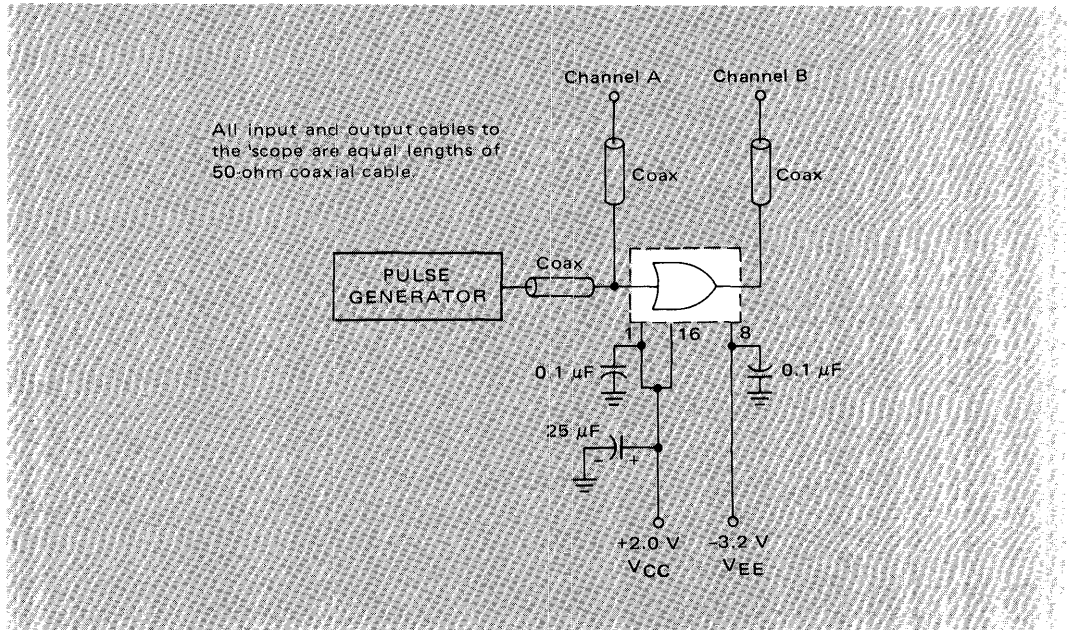 Channel A
Channel B
All input and output cables to
the 'scope are equal lengths of
50-ohm coaxial cable.
Coax
Coax
Coax
PULSE
GENERATOR
1
16
8
0.1 µF
0.1 µF
25 µF
− +
+2.0 V
VCC
−3.2 V
VEE